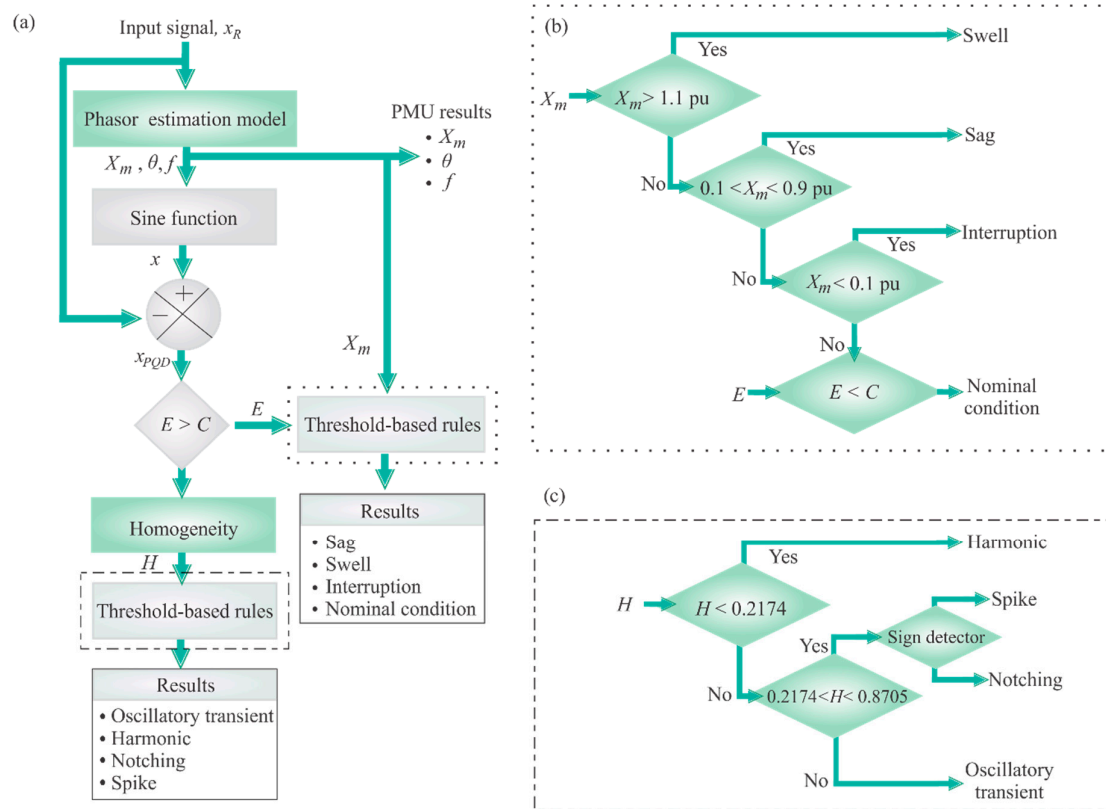 (a)
Input signal, x_R
Phasor estimation model
X_m , θ, f
PMU results
• X_m
• θ
• f
Sine function
x
+
−
x_PQD
X_m
E > C
E
Threshold-based rules
Homogeneity
H
Threshold-based rules
Results
• Sag
• Swell
• Interruption
• Nominal condition
Results
• Oscillatory transient
• Harmonic
• Notching
• Spike
(b)
Swell
Yes
X_m
X_m > 1.1 pu
Sag
Yes
No
0.1 < X_m < 0.9 pu
Interruption
Yes
No
X_m < 0.1 pu
No
E
E < C
Nominal
condition
(c)
Harmonic
Yes
H
H < 0.2174
Spike
Yes
Sign detector
Notching
No
0.2174<H< 0.8705
No
Oscillatory
transient